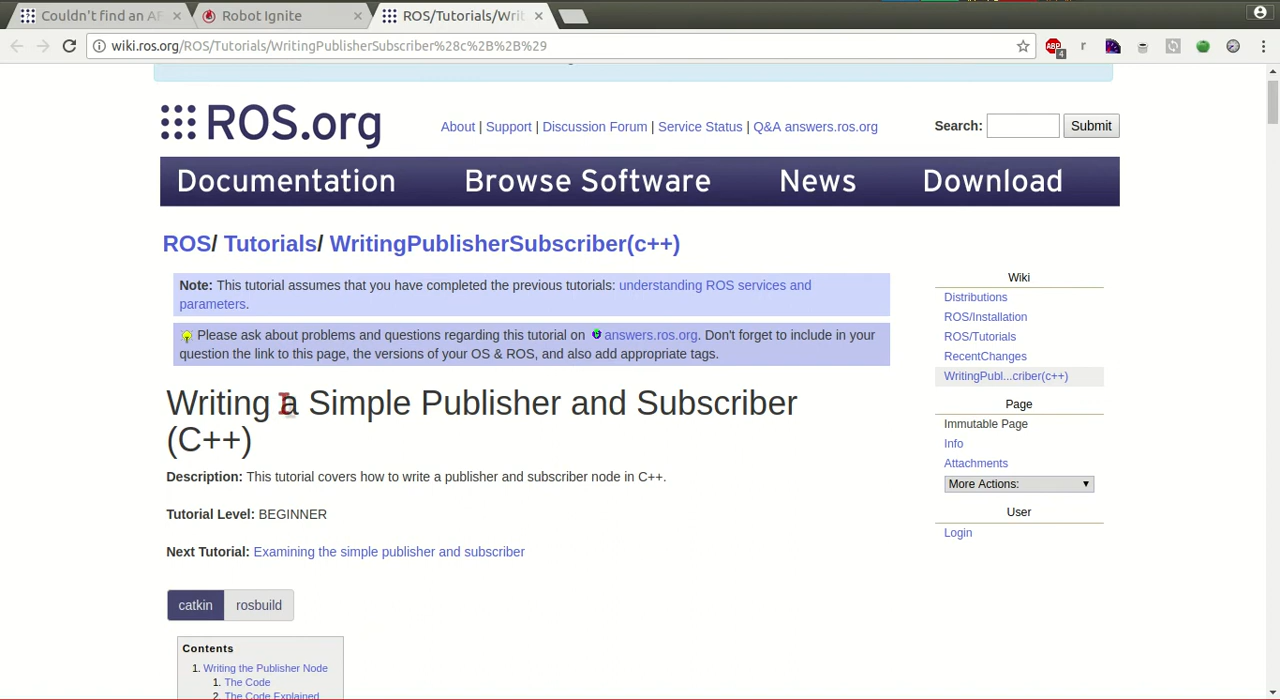 Couldn't find an AF
Robot Ignite
ROS/Tutorials/Writ
wiki.ros.org/ROS/Tutorials/WritingPublisherSubscriber%28c%2B%2B%29
ABP
4
r
ROS.org
About | Support | Discussion Forum | Service Status | Q&A answers.ros.org
Search:
Submit
Documentation
Browse Software
News
Download
ROS/ Tutorials/ WritingPublisherSubscriber(c++)
Note: This tutorial assumes that you have completed the previous tutorials: understanding ROS services and
parameters.
Please ask about problems and questions regarding this tutorial on answers.ros.org. Don't forget to include in your
question the link to this page, the versions of your OS & ROS, and also add appropriate tags.
Writing a Simple Publisher and Subscriber
(C++)
Description: This tutorial covers how to write a publisher and subscriber node in C++.
Tutorial Level: BEGINNER
Next Tutorial: Examining the simple publisher and subscriber
catkin
rosbuild
Contents
1. Writing the Publisher Node
1. The Code
2. The Code Explained
Wiki
Distributions
ROS/Installation
ROS/Tutorials
RecentChanges
WritingPubl...criber(c++)
Page
Immutable Page
Info
Attachments
More Actions:
User
Login